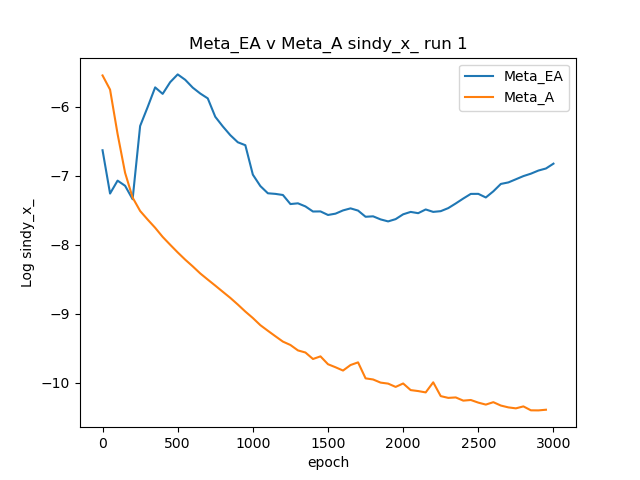 Meta_EA v Meta_A sindy_x_ run 1
Meta_EA
Meta_A
Log sindy_x_
−6
−7
−8
−9
−10
0
500
1000
1500
2000
2500
3000
epoch